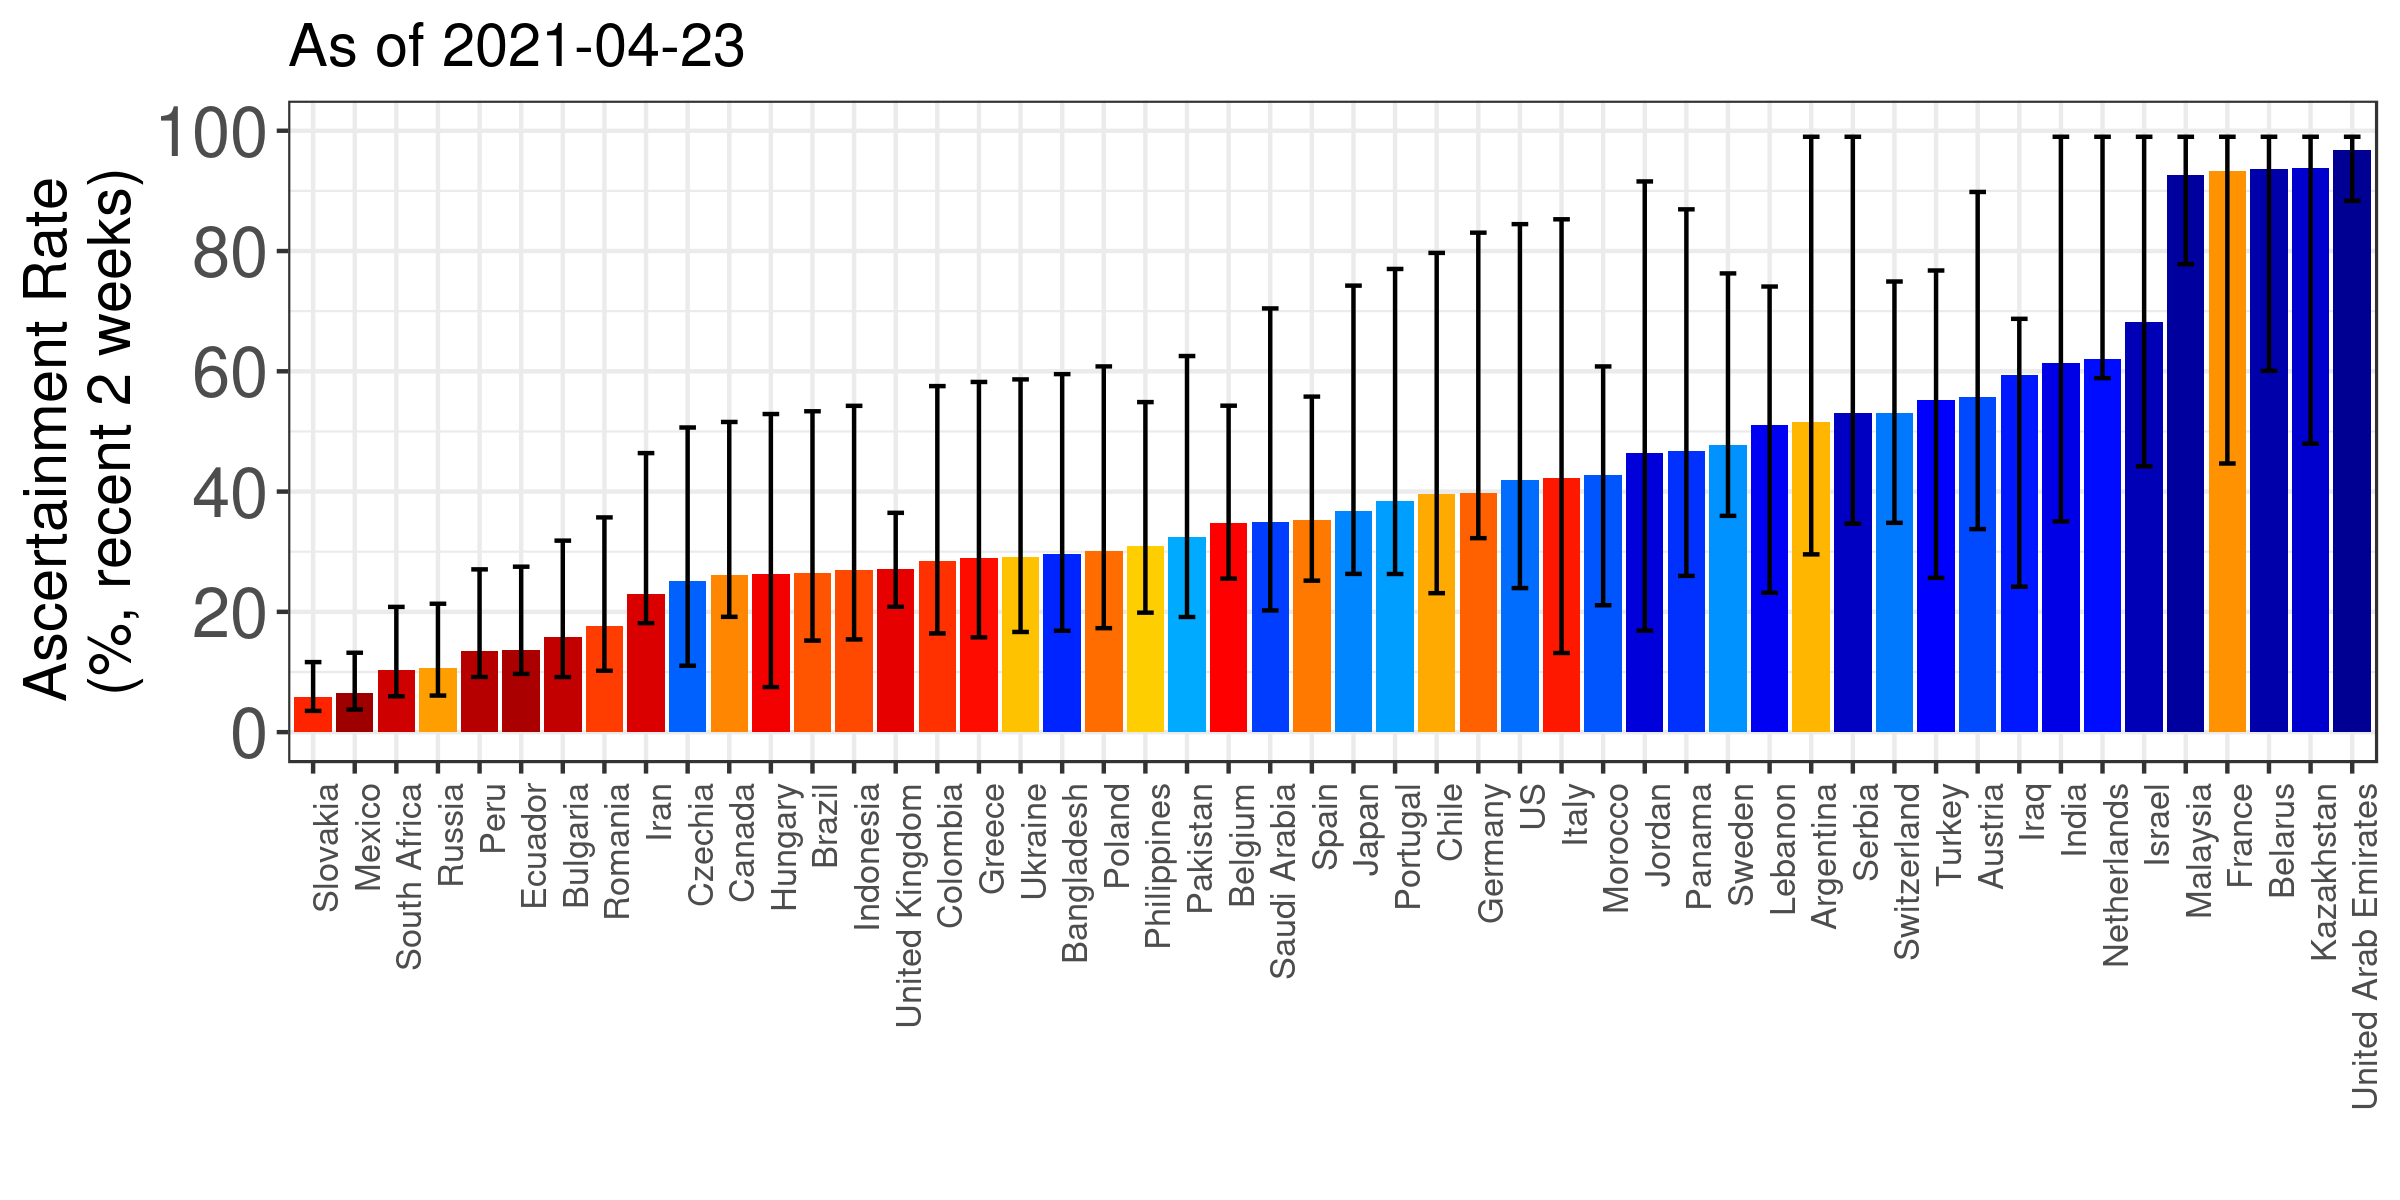 As of 2021-04-23
Ascertainment Rate
(%, recent 2 weeks)
100
80
60
40
20
0
Slovakia
Mexico
South Africa
Russia
Peru
Ecuador
Bulgaria
Romania
Iran
Czechia
Canada
Hungary
Brazil
Indonesia
United Kingdom
Colombia
Greece
Ukraine
Bangladesh
Poland
Philippines
Pakistan
Belgium
Saudi Arabia
Spain
Japan
Portugal
Chile
Germany
US
Italy
Morocco
Jordan
Panama
Sweden
Lebanon
Argentina
Serbia
Switzerland
Turkey
Austria
Iraq
India
Netherlands
Israel
Malaysia
France
Belarus
Kazakhstan
United Arab Emirates